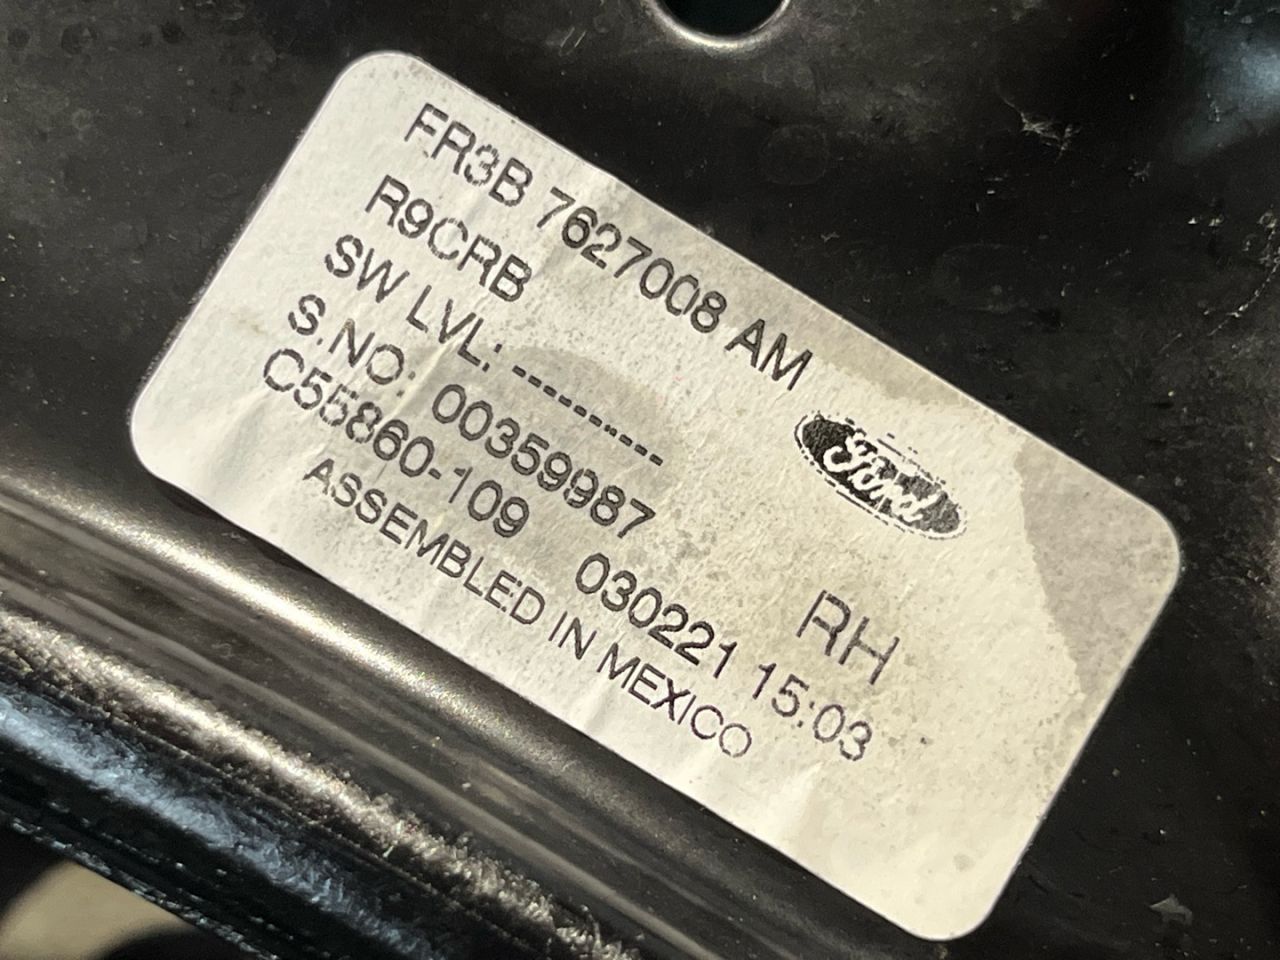 FR3B 7627008 AM
R9CRB
SW LVL: ----------
S.NO: 00359987
C55860-109 030221 15:03
ASSEMBLED IN MEXICO
Ford
RH